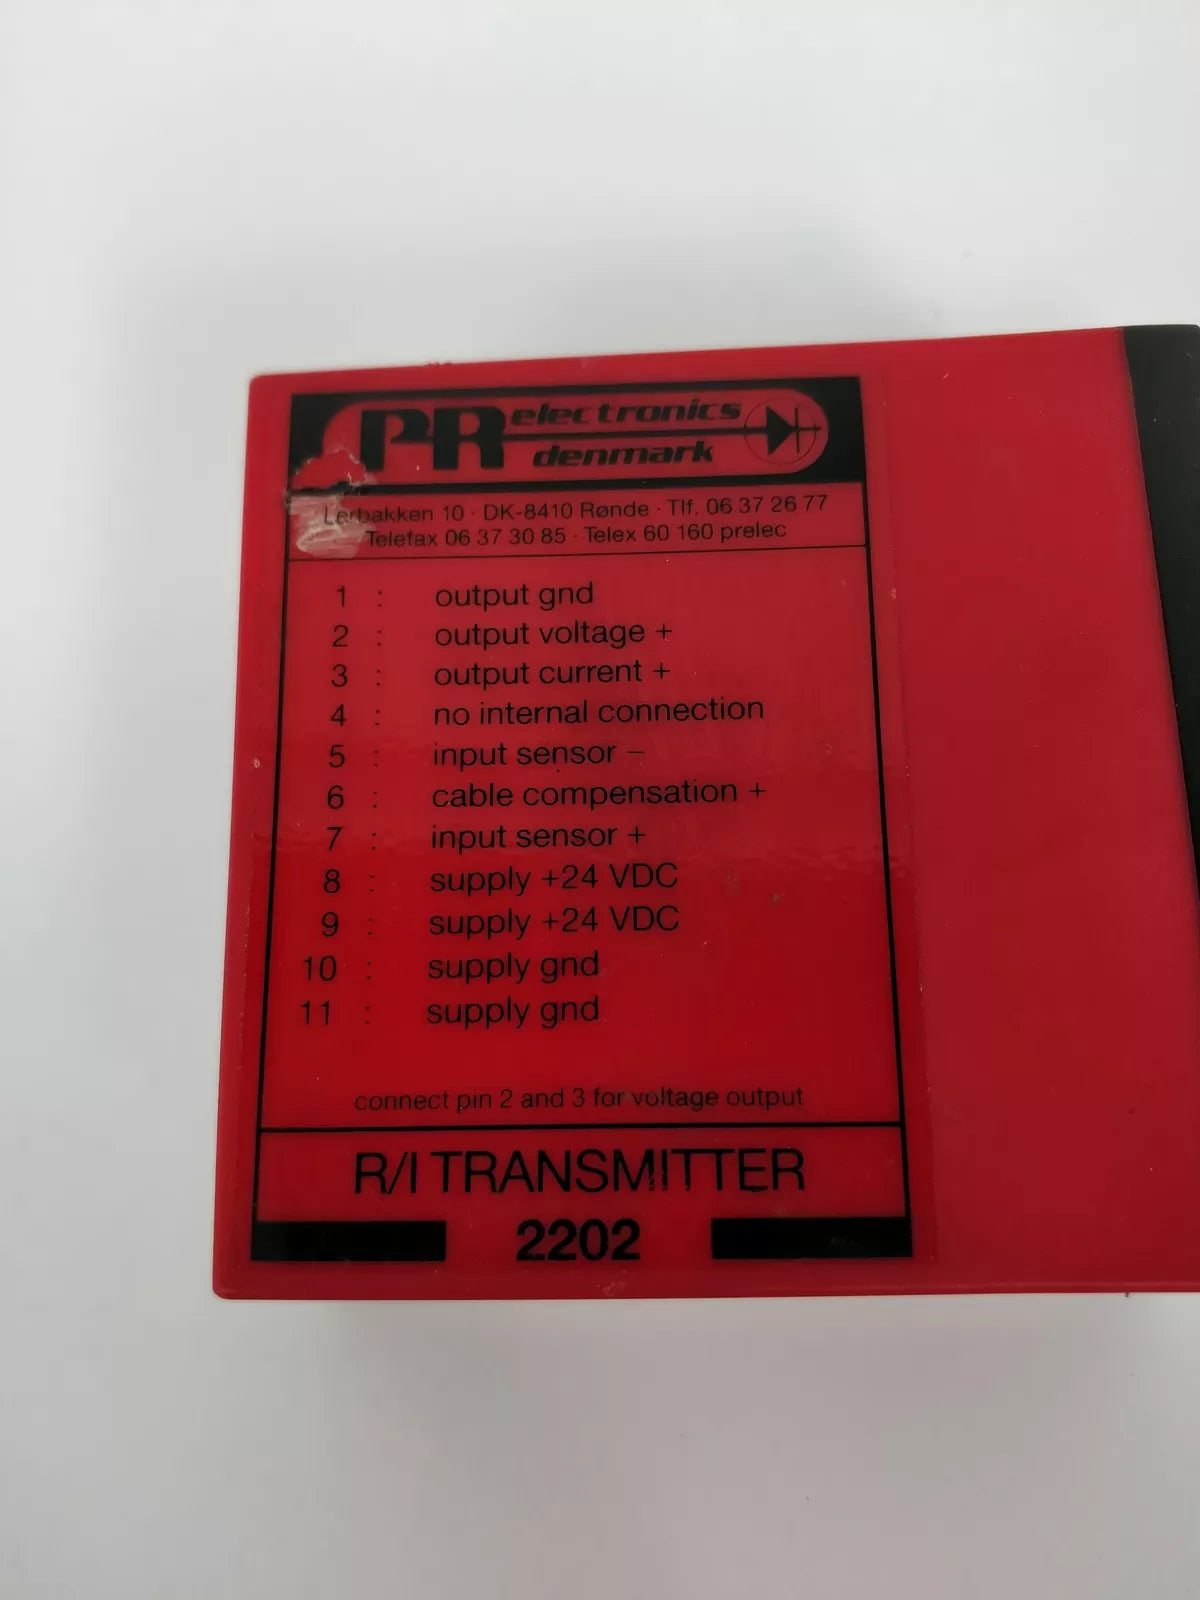 PR electronics
denmark
Lerbakken 10 · DK-8410 Rønde · Tlf. 06 37 26 77
Telefax 06 37 30 85 · Telex 60 160 prelec
1 : output gnd
2 : output voltage +
3 : output current +
4 : no internal connection
5 : input sensor −
6 : cable compensation +
7 : input sensor +
8 : supply +24 VDC
9 : supply +24 VDC
10 : supply gnd
11 : supply gnd
connect pin 2 and 3 for voltage output
R/I TRANSMITTER
2202